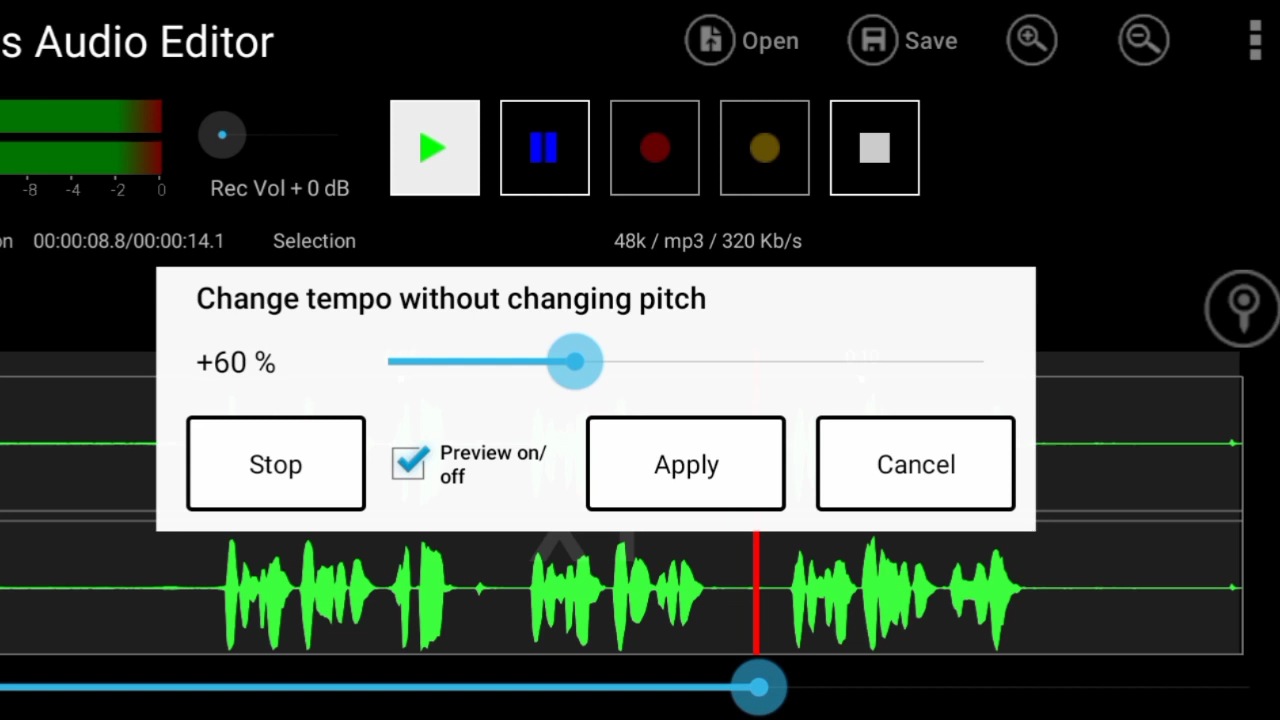 s Audio Editor
Open
Save
-8 -4 -2 0
Rec Vol + 0 dB
on 00:00:08.8/00:00:14.1 Selection 48k / mp3 / 320 Kb/s
Change tempo without changing pitch
+60 %
Stop
Preview on/
off
Apply
Cancel